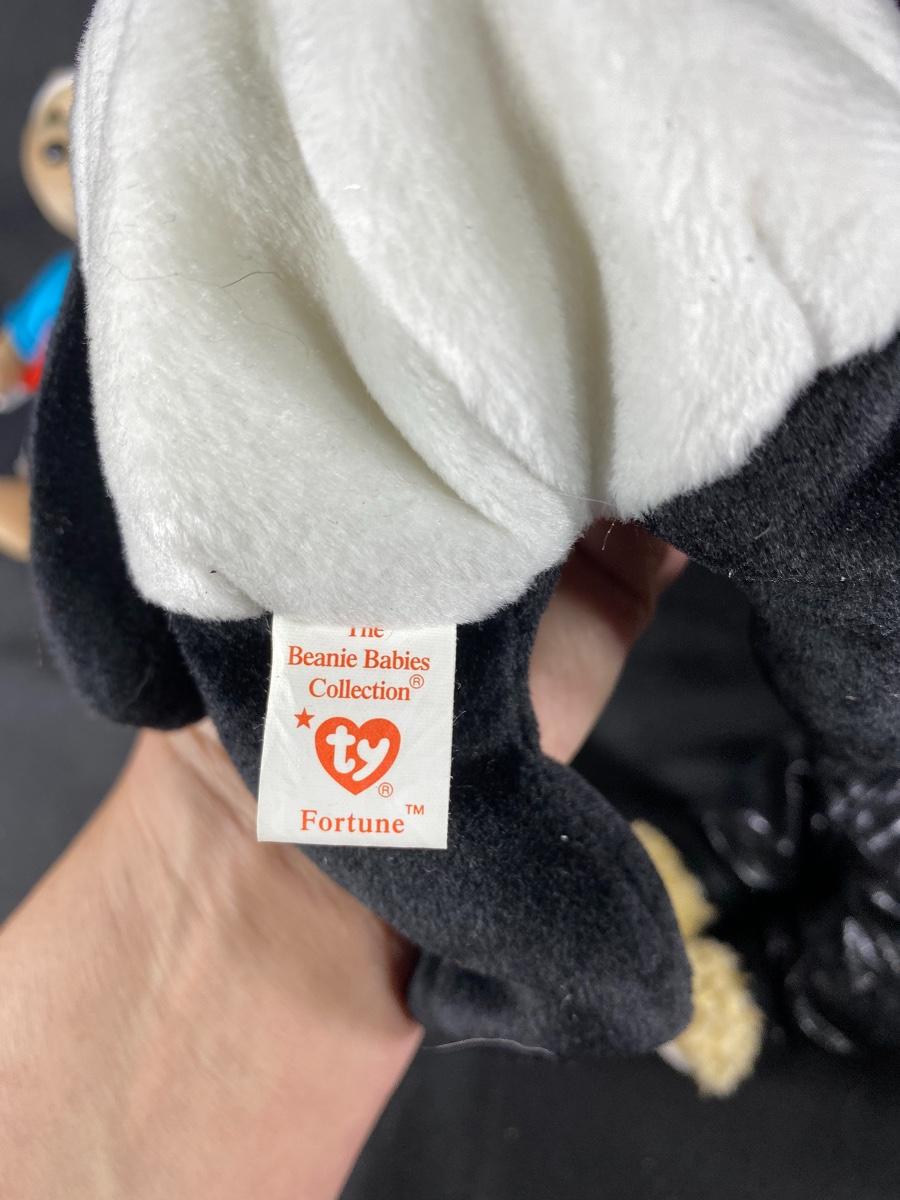 The
Beanie Babies
Collection®
ty®
Fortune™